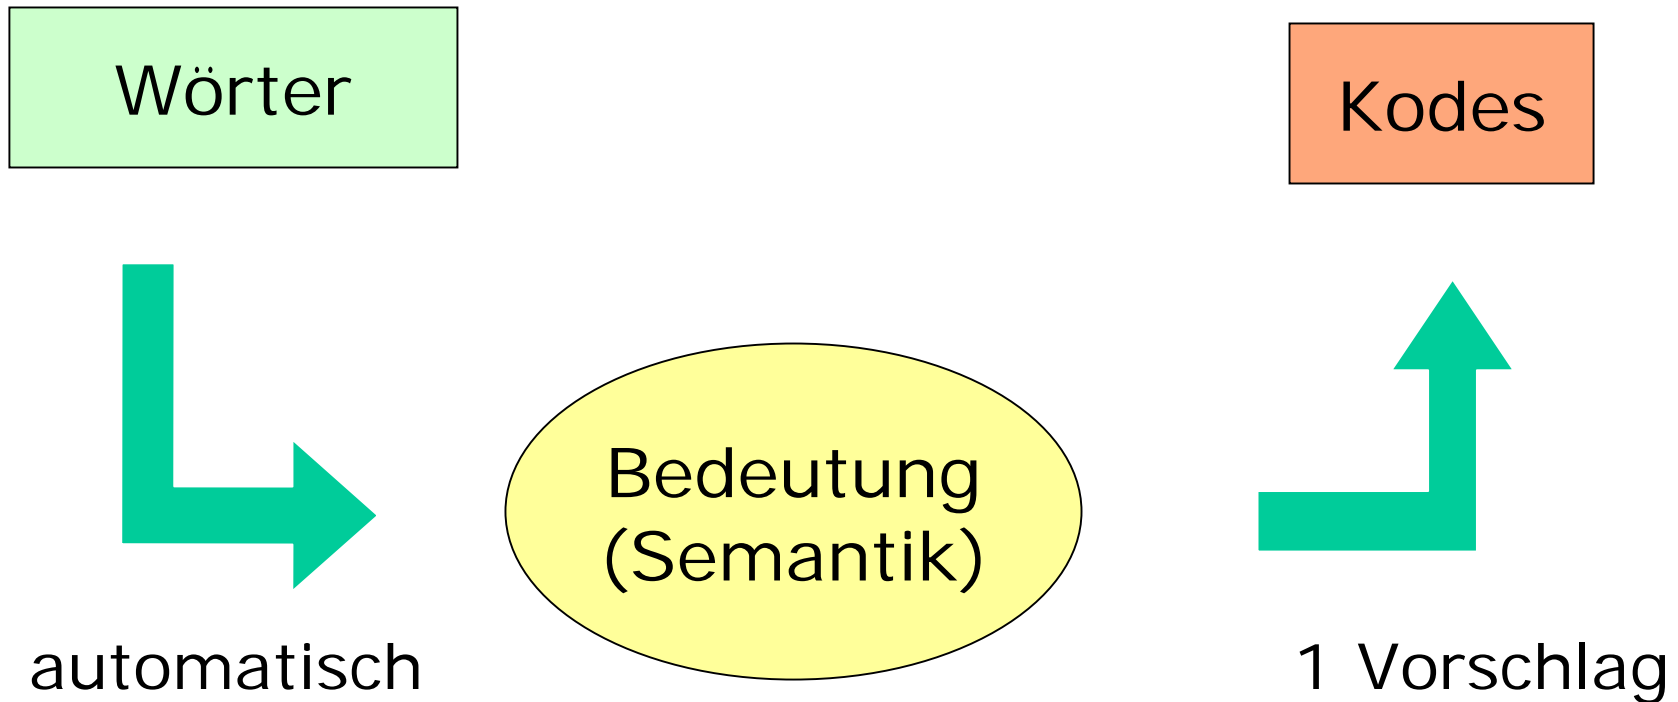 Wörter
Kodes
Bedeutung
(Semantik)
automatisch
1 Vorschlag